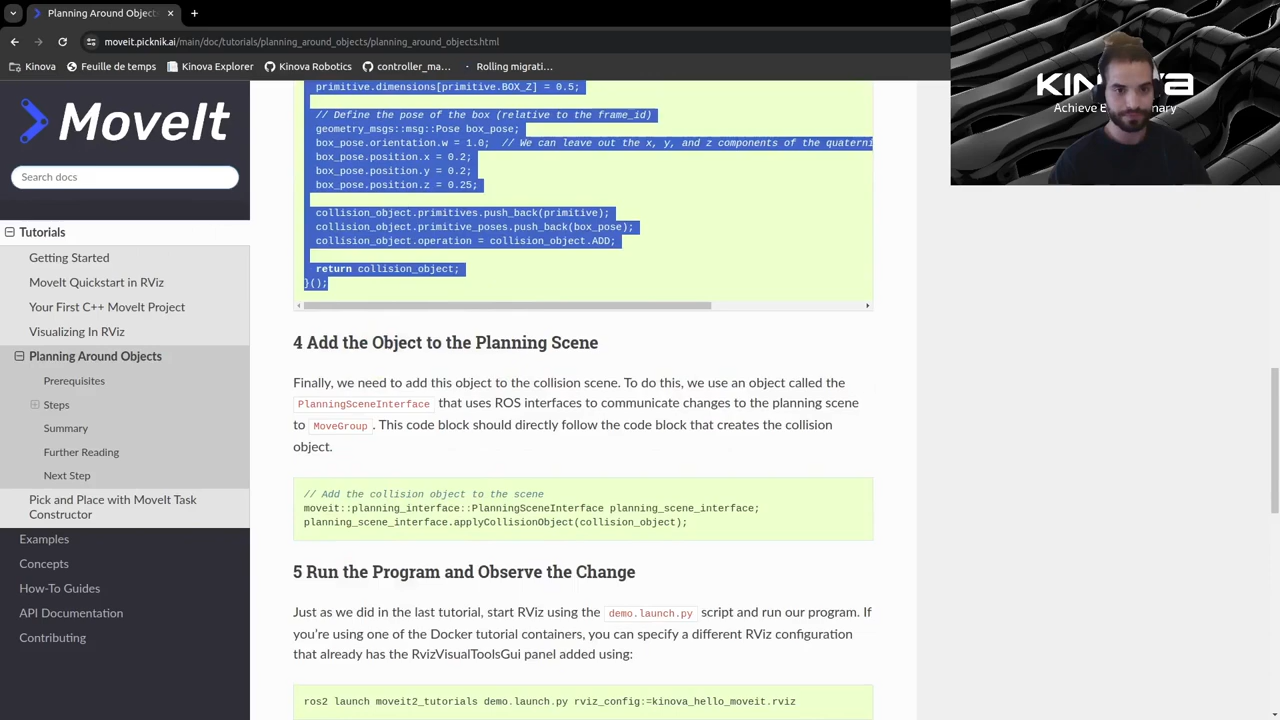 Planning Around Objects
moveit.picknik.ai/main/doc/tutorials/planning_around_objects/planning_around_objects.html
Kinova
Feuille de temps
Kinova Explorer
Kinova Robotics
controller_ma...
Rolling migrati...
KINOVA
Achieve
MoveIt
Search docs
Tutorials
Getting Started
MoveIt Quickstart in RViz
Your First C++ MoveIt Project
Visualizing In RViz
Planning Around Objects
Prerequisites
Steps
Summary
Further Reading
Next Step
Pick and Place with MoveIt Task
Constructor
Examples
Concepts
How-To Guides
API Documentation
Contributing
primitive.dimensions[primitive.BOX_Z] = 0.5;
// Define the pose of the box (relative to the frame_id)
geometry_msgs::msg::Pose box_pose;
box_pose.orientation.w = 1.0;  // We can leave out the x, y, and z components of the quaterni
box_pose.position.x = 0.2;
box_pose.position.y = 0.2;
box_pose.position.z = 0.25;
collision_object.primitives.push_back(primitive);
collision_object.primitive_poses.push_back(box_pose);
collision_object.operation = collision_object.ADD;
return collision_object;
}();
4 Add the Object to the Planning Scene
Finally, we need to add this object to the collision scene. To do this, we use an object called the
PlanningSceneInterface that uses ROS interfaces to communicate changes to the planning scene
to MoveGroup. This code block should directly follow the code block that creates the collision
object.
// Add the collision object to the scene
moveit::planning_interface::PlanningSceneInterface planning_scene_interface;
planning_scene_interface.applyCollisionObject(collision_object);
5 Run the Program and Observe the Change
Just as we did in the last tutorial, start RViz using the demo.launch.py script and run our program. If
you're using one of the Docker tutorial containers, you can specify a different RViz configuration
that already has the RvizVisualToolsGui panel added using:
ros2 launch moveit2_tutorials demo.launch.py rviz_config:=kinova_hello_moveit.rviz